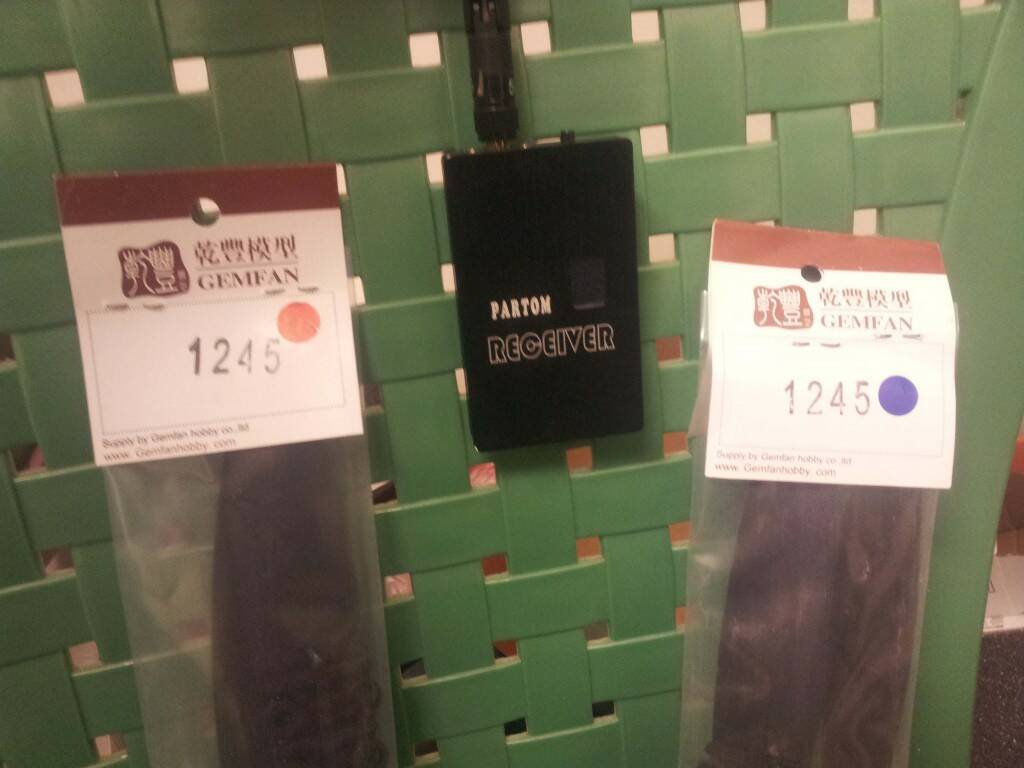 乾豐模型
GEMFAN
1245
Supply by Gemfan hobby co.,ltd
www. Gemfanhobby. com
PARTOM
RECEIVER
乾豐模型
GEMFAN
1245
Supply by Gemfan hobby co.,ltd
www. Gemfanhobby. com